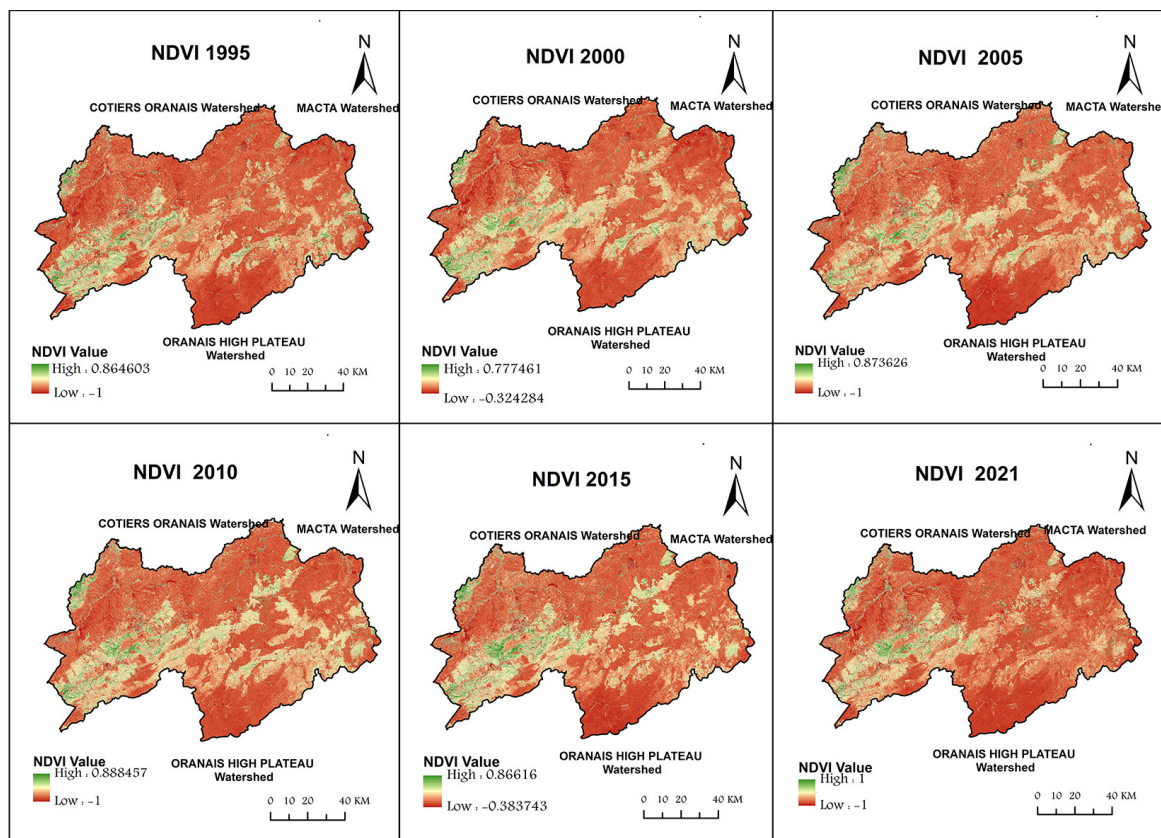 NDVI 1995
N
COTIERS ORANAIS Watershed
MACTA Watershed
ORANAIS HIGH PLATEAU
Watershed
NDVI Value
High : 0.864603
Low : -1
0 10 20 40 KM
NDVI 2000
N
COTIERS ORANAIS Watershed
MACTA Watershed
ORANAIS HIGH PLATEAU
Watershed
NDVI Value
High : 0.777461
Low : -0.324284
0 10 20 40 KM
NDVI 2005
N
COTIERS ORANAIS Watershed
MACTA Watershed
ORANAIS HIGH PLATEAU
Watershed
NDVI Value
High : 0.873626
Low : -1
0 10 20 40 KM
NDVI 2010
N
COTIERS ORANAIS Watershed
MACTA Watershed
ORANAIS HIGH PLATEAU
Watershed
NDVI Value
High : 0.888457
Low : -1
0 10 20 40 KM
NDVI 2015
N
COTIERS ORANAIS Watershed
MACTA Watershed
ORANAIS HIGH PLATEAU
Watershed
NDVI Value
High : 0.86616
Low : -0.383743
0 10 20 40 KM
NDVI 2021
N
COTIERS ORANAIS Watershed
MACTA Watershed
ORANAIS HIGH PLATEAU
Watershed
NDVI Value
High : 1
Low : -1
0 10 20 40 KM